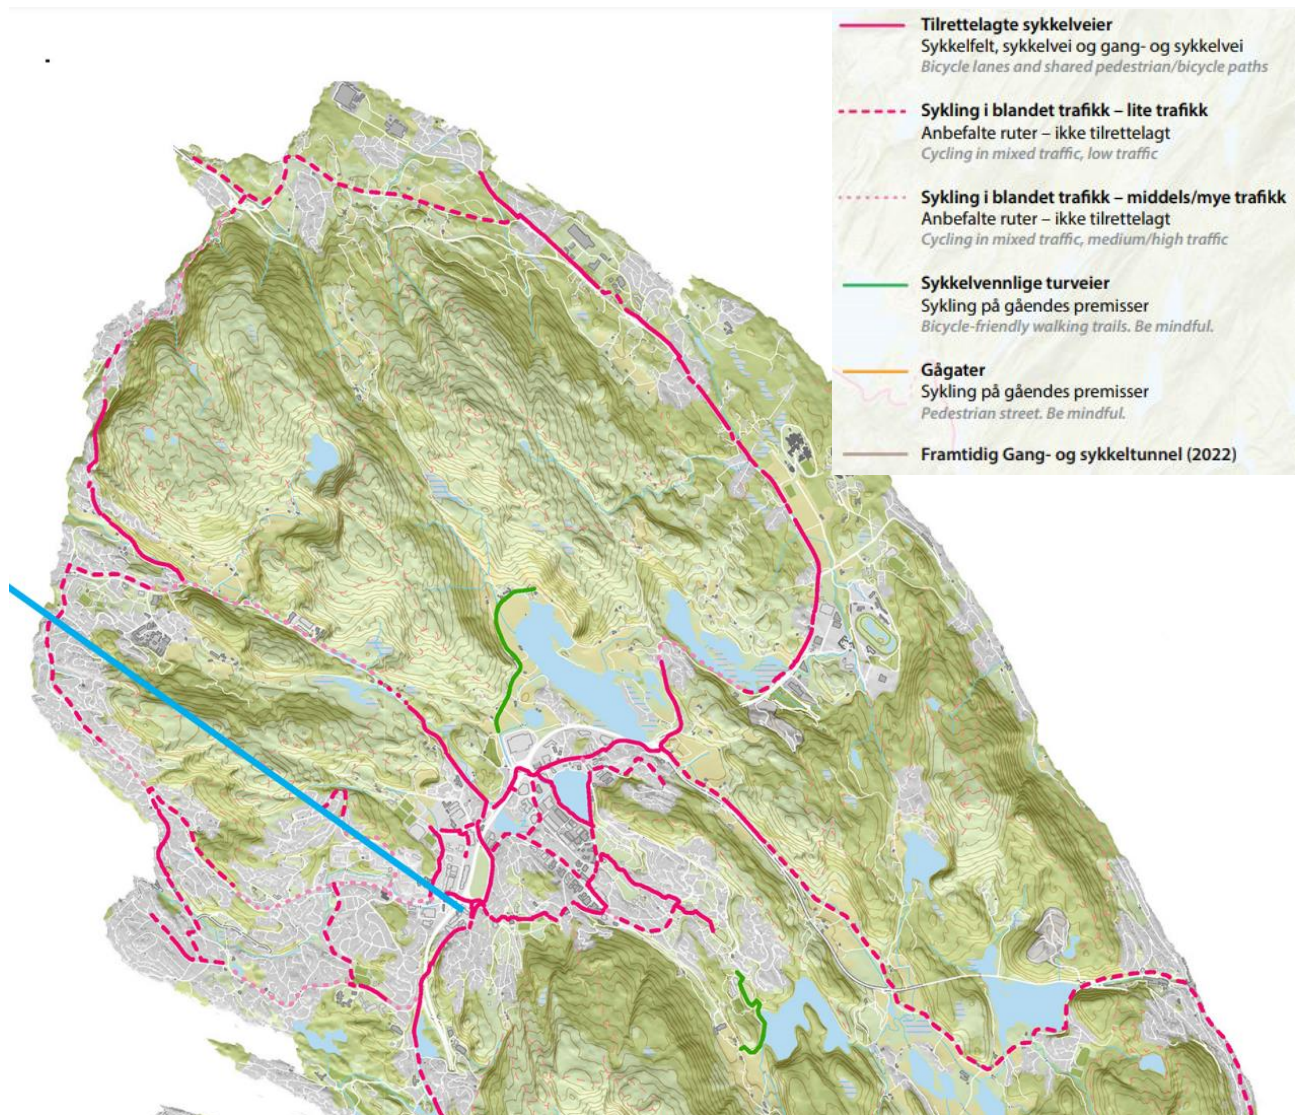 Tilrettelagte sykkelveier
Sykkelfelt, sykkelvei og gang- og sykkelvei
Bicycle lanes and shared pedestrian/bicycle paths
Sykling i blandet trafikk – lite trafikk
Anbefalte ruter – ikke tilrettelagt
Cycling in mixed traffic, low traffic
Sykling i blandet trafikk – middels/mye trafikk
Anbefalte ruter – ikke tilrettelagt
Cycling in mixed traffic, medium/high traffic
Sykkelvennlige turveier
Sykling på gåendes premisser
Bicycle-friendly walking trails. Be mindful.
Gågater
Sykling på gåendes premisser
Pedestrian street. Be mindful.
Framtidig Gang- og sykkeltunnel (2022)